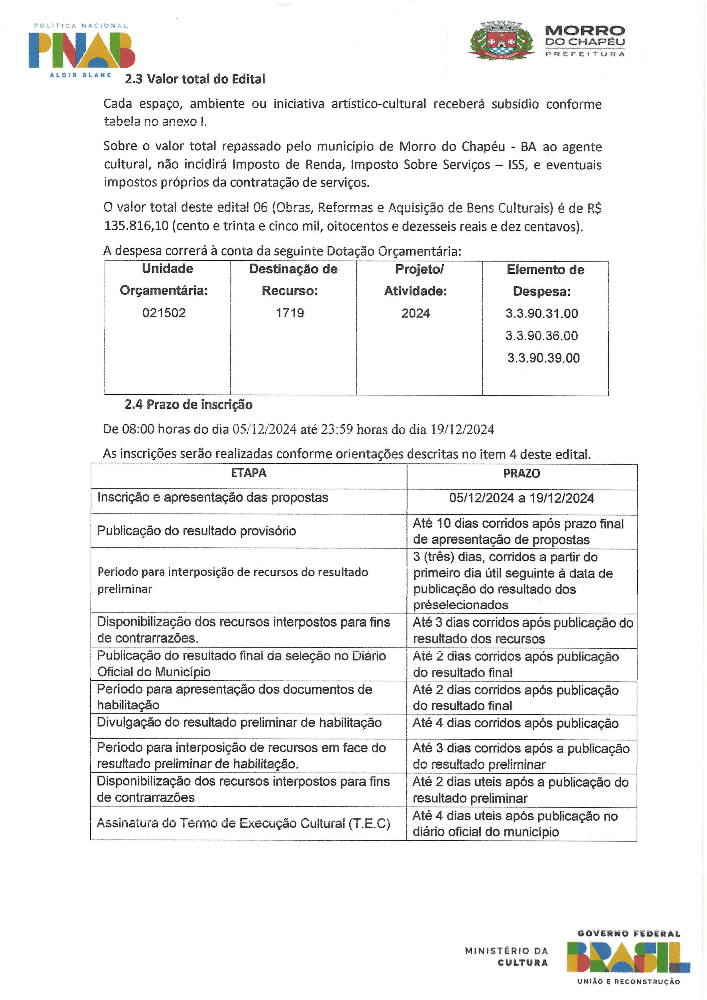 POLÍTICA NACIONAL
PNAB
ALDIR BLANC
MORRO
DO CHAPÉU
PREFEITURA
MORRO DO CHAPÉU
2.3 Valor total do Edital
Cada espaço, ambiente ou iniciativa artístico-cultural receberá subsídio conforme
tabela no anexo I.
Sobre o valor total repassado pelo município de Morro do Chapéu - BA ao agente
cultural, não incidirá Imposto de Renda, Imposto Sobre Serviços – ISS, e eventuais
impostos próprios da contratação de serviços.
O valor total deste edital 06 (Obras, Reformas e Aquisição de Bens Culturais) é de R$
135.816,10 (cento e trinta e cinco mil, oitocentos e dezesseis reais e dez centavos).
A despesa correrá à conta da seguinte Dotação Orçamentária:
Unidade
Orçamentária:
021502
Destinação de
Recurso:
1719
Projeto/
Atividade:
2024
Elemento de
Despesa:
3.3.90.31.00
3.3.90.36.00
3.3.90.39.00
2.4 Prazo de inscrição
De 08:00 horas do dia 05/12/2024 até 23:59 horas do dia 19/12/2024
As inscrições serão realizadas conforme orientações descritas no item 4 deste edital.
ETAPA
PRAZO
Inscrição e apresentação das propostas
05/12/2024 a 19/12/2024
Publicação do resultado provisório
Até 10 dias corridos após prazo final
de apresentação de propostas
Período para interposição de recursos do resultado
preliminar
3 (três) dias, corridos a partir do
primeiro dia útil seguinte à data de
publicação do resultado dos
préselecionados
Disponibilização dos recursos interpostos para fins
de contrarrazões.
Até 3 dias corridos após publicação do
resultado dos recursos
Publicação do resultado final da seleção no Diário
Oficial do Município
Até 2 dias corridos após publicação
do resultado final
Período para apresentação dos documentos de
habilitação
Até 2 dias corridos após publicação
do resultado final
Divulgação do resultado preliminar de habilitação
Até 4 dias corridos após publicação
Período para interposição de recursos em face do
resultado preliminar de habilitação.
Até 3 dias corridos após a publicação
do resultado preliminar
Disponibilização dos recursos interpostos para fins
de contrarrazões
Até 2 dias uteis após a publicação do
resultado preliminar
Assinatura do Termo de Execução Cultural (T.E.C)
Até 4 dias uteis após publicação no
diário oficial do município
MINISTÉRIO DA
CULTURA
GOVERNO FEDERAL
BRASIL
UNIÃO E RECONSTRUÇÃO